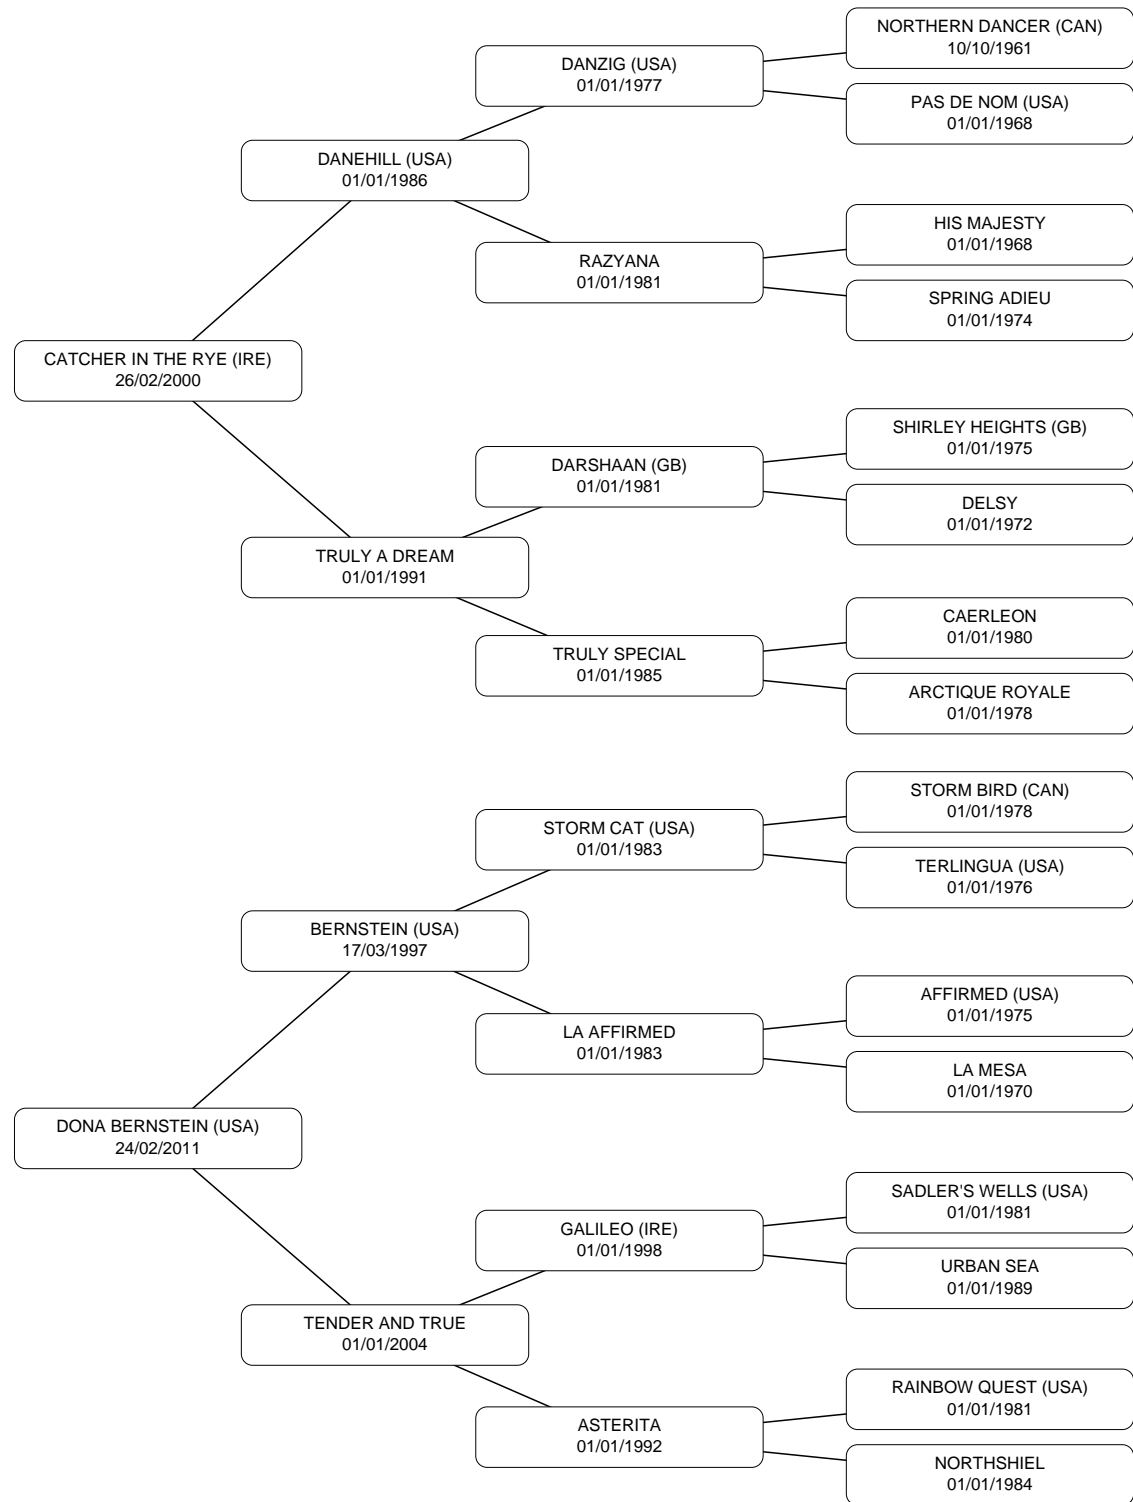 NORTHERN DANCER (CAN)
10/10/1961
DANZIG (USA)
01/01/1977
PAS DE NOM (USA)
01/01/1968
DANEHILL (USA)
01/01/1986
HIS MAJESTY
01/01/1968
RAZYANA
01/01/1981
SPRING ADIEU
01/01/1974
CATCHER IN THE RYE (IRE)
26/02/2000
SHIRLEY HEIGHTS (GB)
01/01/1975
DARSHAAN (GB)
01/01/1981
DELSY
01/01/1972
TRULY A DREAM
01/01/1991
CAERLEON
01/01/1980
TRULY SPECIAL
01/01/1985
ARCTIQUE ROYALE
01/01/1978
STORM BIRD (CAN)
01/01/1978
STORM CAT (USA)
01/01/1983
TERLINGUA (USA)
01/01/1976
BERNSTEIN (USA)
17/03/1997
AFFIRMED (USA)
01/01/1975
LA AFFIRMED
01/01/1983
LA MESA
01/01/1970
DONA BERNSTEIN (USA)
24/02/2011
SADLER'S WELLS (USA)
01/01/1981
GALILEO (IRE)
01/01/1998
URBAN SEA
01/01/1989
TENDER AND TRUE
01/01/2004
RAINBOW QUEST (USA)
01/01/1981
ASTERITA
01/01/1992
NORTHSHIEL
01/01/1984